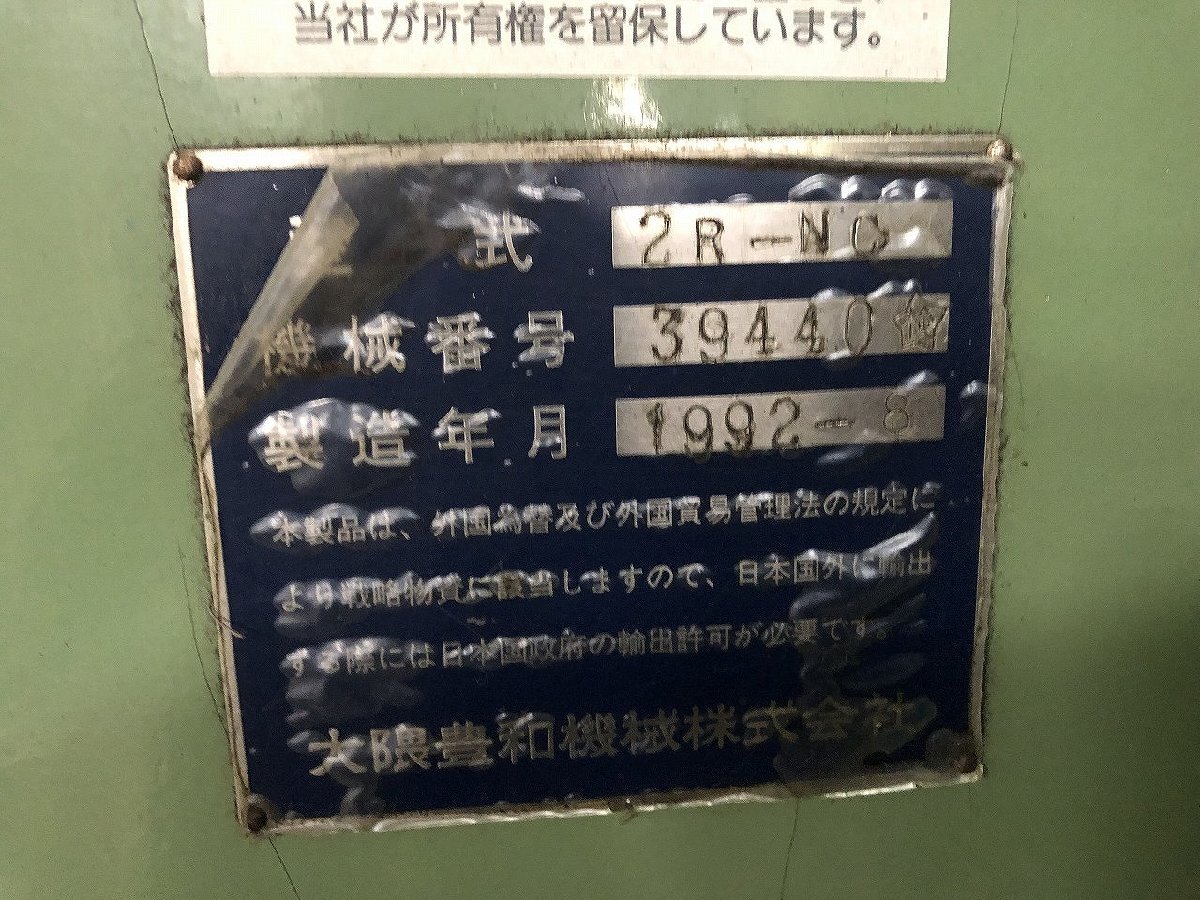 当社が所有権を留保しています。
式 2R-NC
機械番号 39440
製造年月 1992-8
本製品は、外国為替及び外国貿易管理法の規定に
より戦略物資に該当しますので、日本国外に輸出
する際には日本国政府の輸出許可が必要です。
大隈豊和機械株式会社